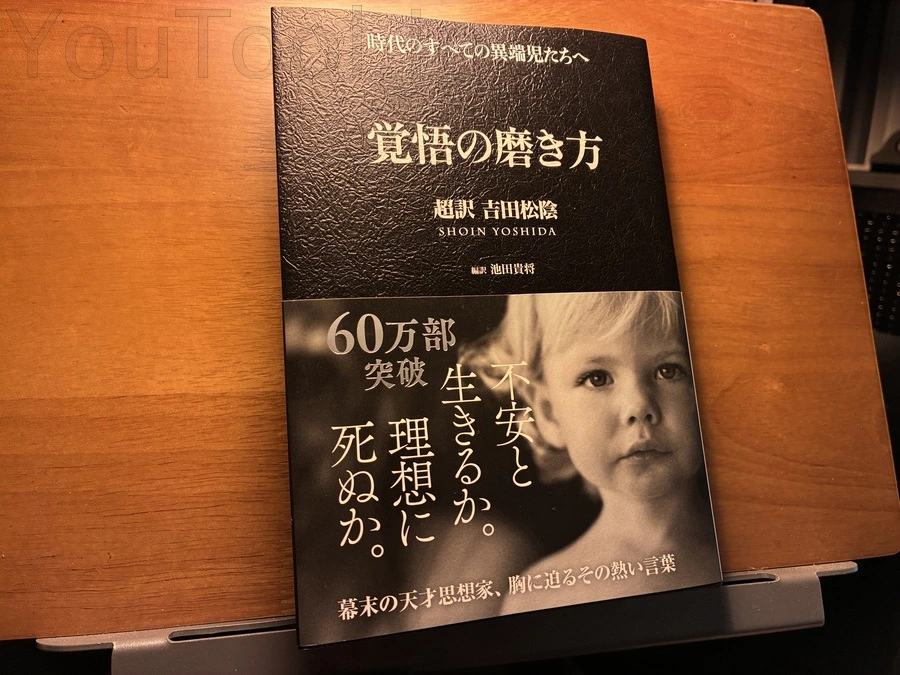 時代のすべての異端児たちへ
覚悟の磨き方
超訳 吉田松陰
SHOIN YOSHIDA
編訳 池田貴将
60万部
突破
不安と
生きるか。
理想に
死ぬか。
幕末の天才思想家、胸に迫るその熱い言葉